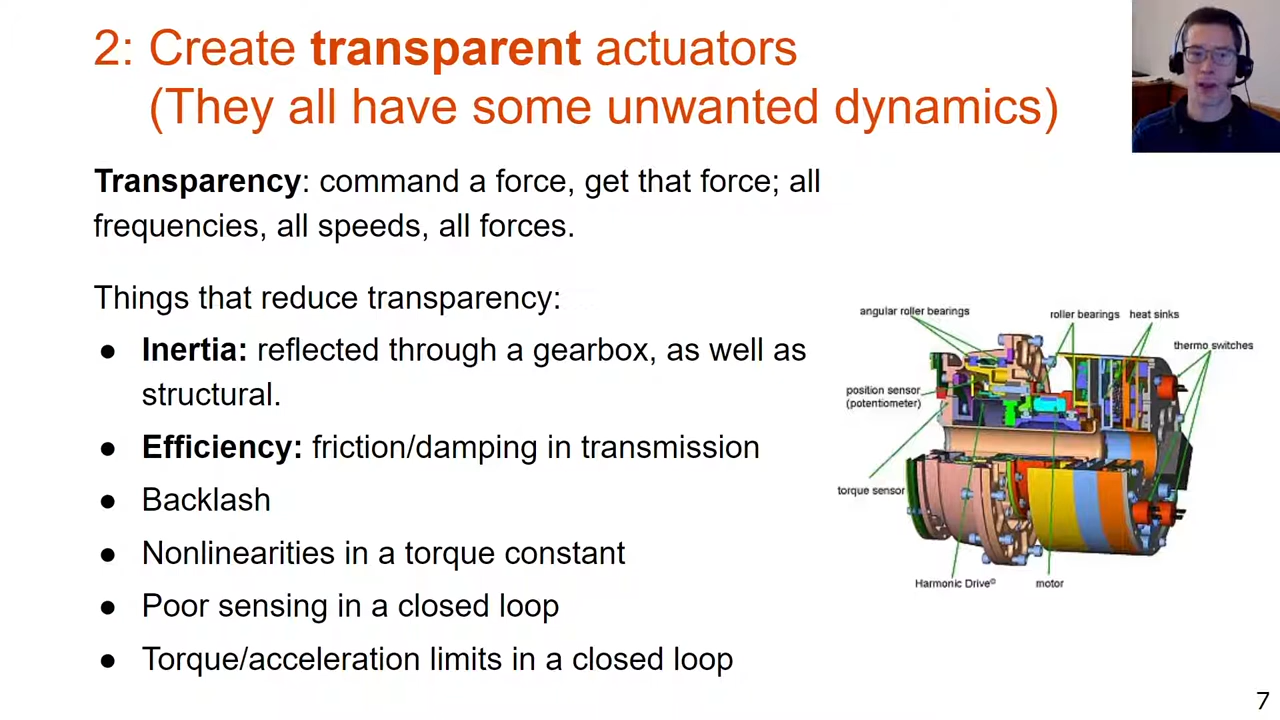 2: Create transparent actuators
(They all have some unwanted dynamics)
Transparency: command a force, get that force; all
frequencies, all speeds, all forces.
Things that reduce transparency:
● Inertia: reflected through a gearbox, as well as
structural.
● Efficiency: friction/damping in transmission
● Backlash
● Nonlinearities in a torque constant
● Poor sensing in a closed loop
● Torque/acceleration limits in a closed loop
angular roller bearings
roller bearings
heat sinks
thermo switches
position sensor
(potentiometer)
torque sensor
Harmonic Drive©
motor
7